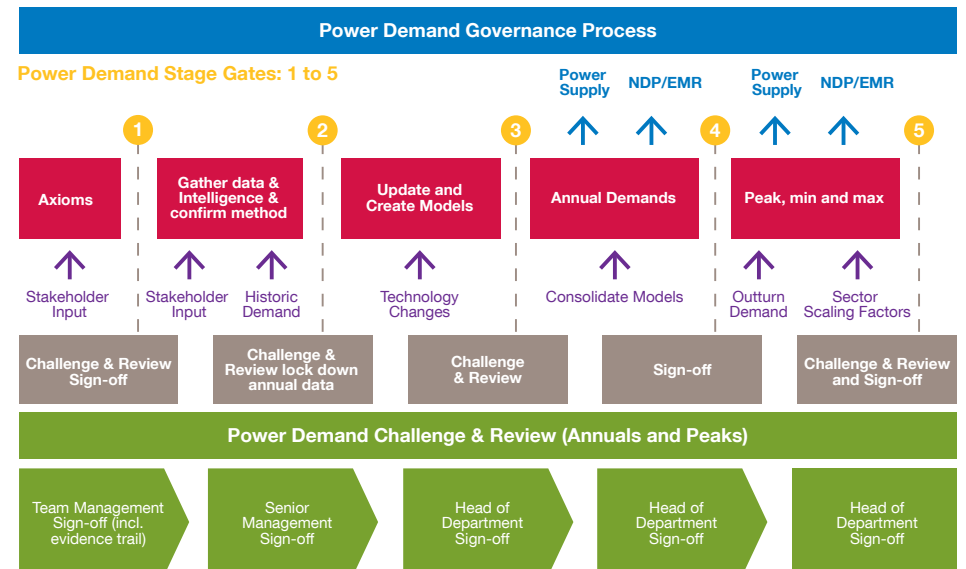 Power Demand Governance Process
Power Demand Stage Gates: 1 to 5
Power
Supply
NDP/EMR
Power
Supply
NDP/EMR
1
2
3
4
5
Axioms
Gather data &
Intelligence &
confirm method
Update and
Create Models
Annual Demands
Peak, min and max
Stakeholder
Input
Stakeholder
Input
Historic
Demand
Technology
Changes
Consolidate Models
Outturn
Demand
Sector
Scaling Factors
Challenge & Review
Sign-off
Challenge &
Review lock down
annual data
Challenge
& Review
Sign-off
Challenge & Review
and Sign-off
Power Demand Challenge & Review (Annuals and Peaks)
Team Management
Sign-off (incl.
evidence trail)
Senior
Management
Sign-off
Head of
Department
Sign-off
Head of
Department
Sign-off
Head of
Department
Sign-off